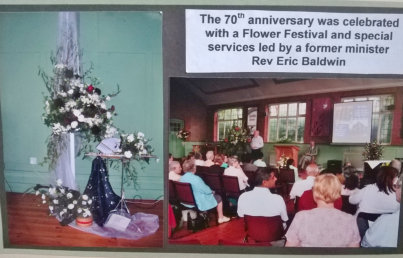 The 70th anniversary was celebrated
with a Flower Festival and special
services led by a former minister
Rev Eric Baldwin